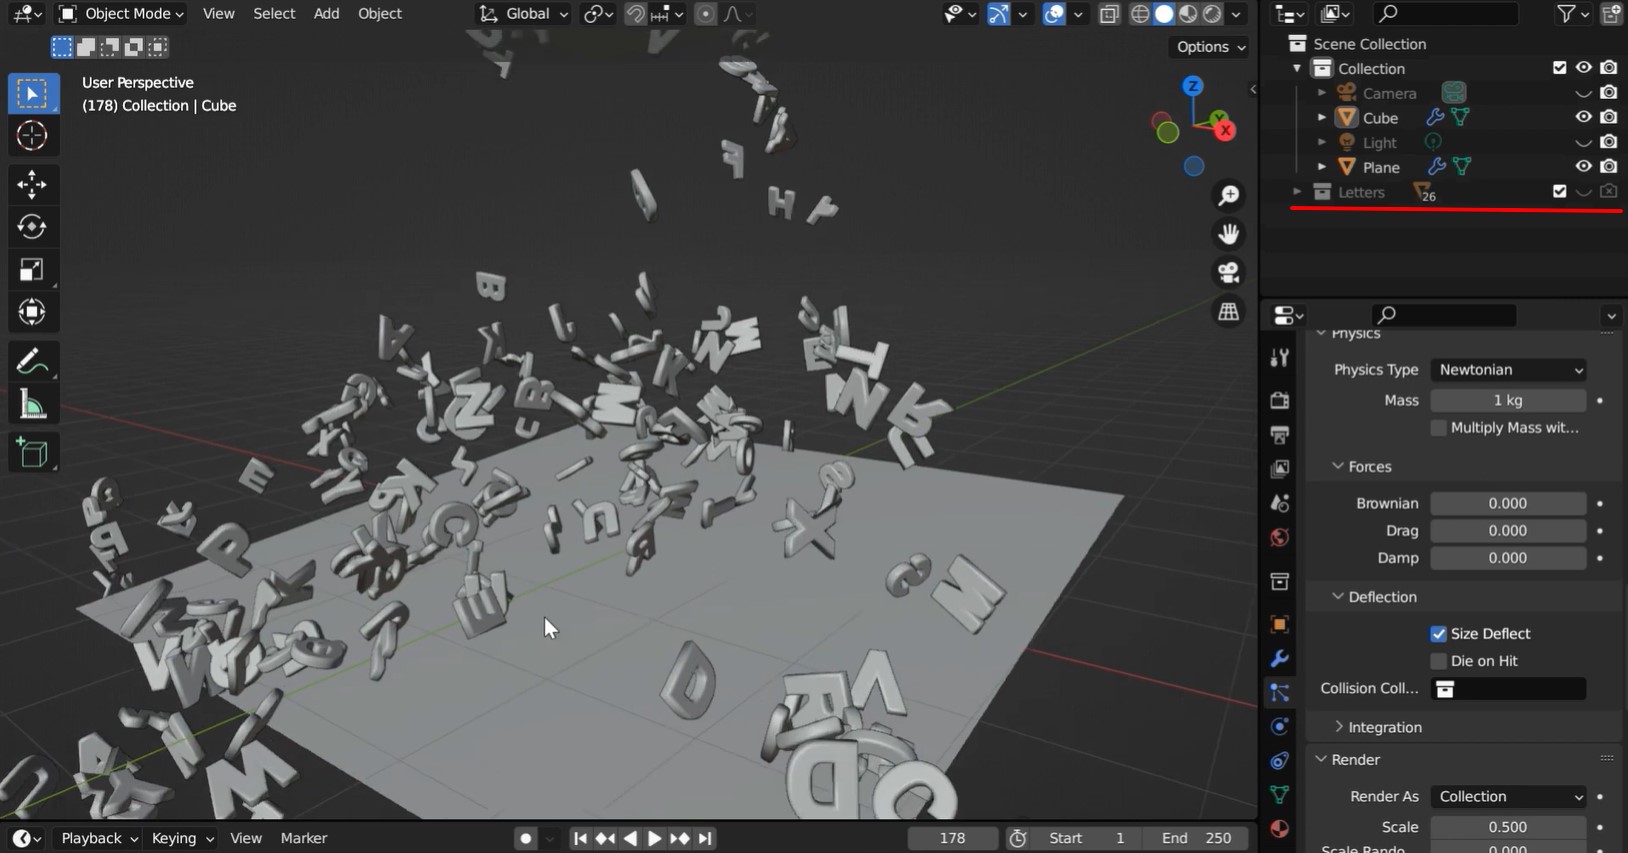 Object Mode View Select Add Object Global
Options
User Perspective
(178) Collection | Cube
Z
Y
X
Scene Collection
Collection
Camera
Cube
Light
Plane
Letters 26
Physics
Physics Type Newtonian
Mass 1 kg
Multiply Mass wit...
Forces
Brownian 0.000
Drag 0.000
Damp 0.000
Deflection
Size Deflect
Die on Hit
Collision Coll...
Integration
Render
Render As Collection
Scale 0.500
Scale Rando... 0.000
Playback Keying View Marker 178 Start 1 End 250